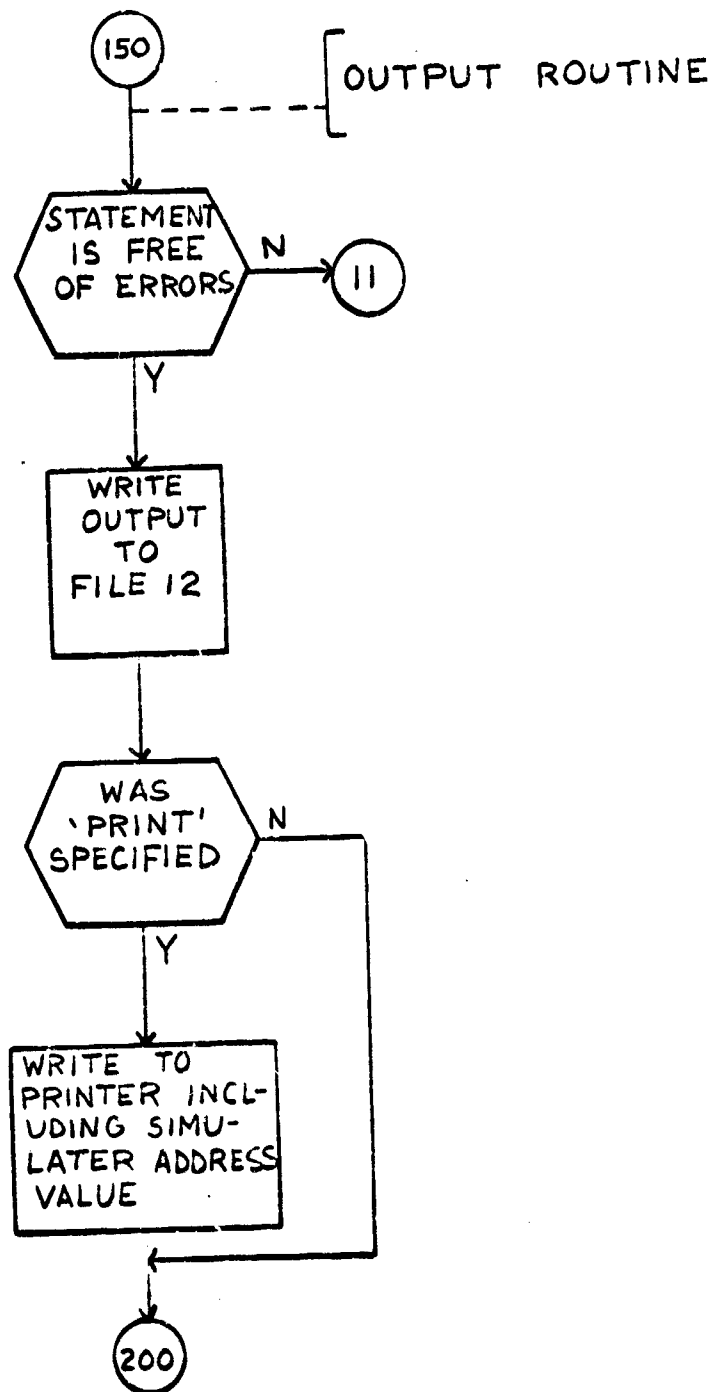 150
OUTPUT ROUTINE
STATEMENT
IS FREE
OF ERRORS
N
11
Y
WRITE
OUTPUT
TO
FILE 12
WAS
'PRINT'
SPECIFIED
N
Y
WRITE TO
PRINTER INCL-
UDING SIMU-
LATER ADDRESS
VALUE
200